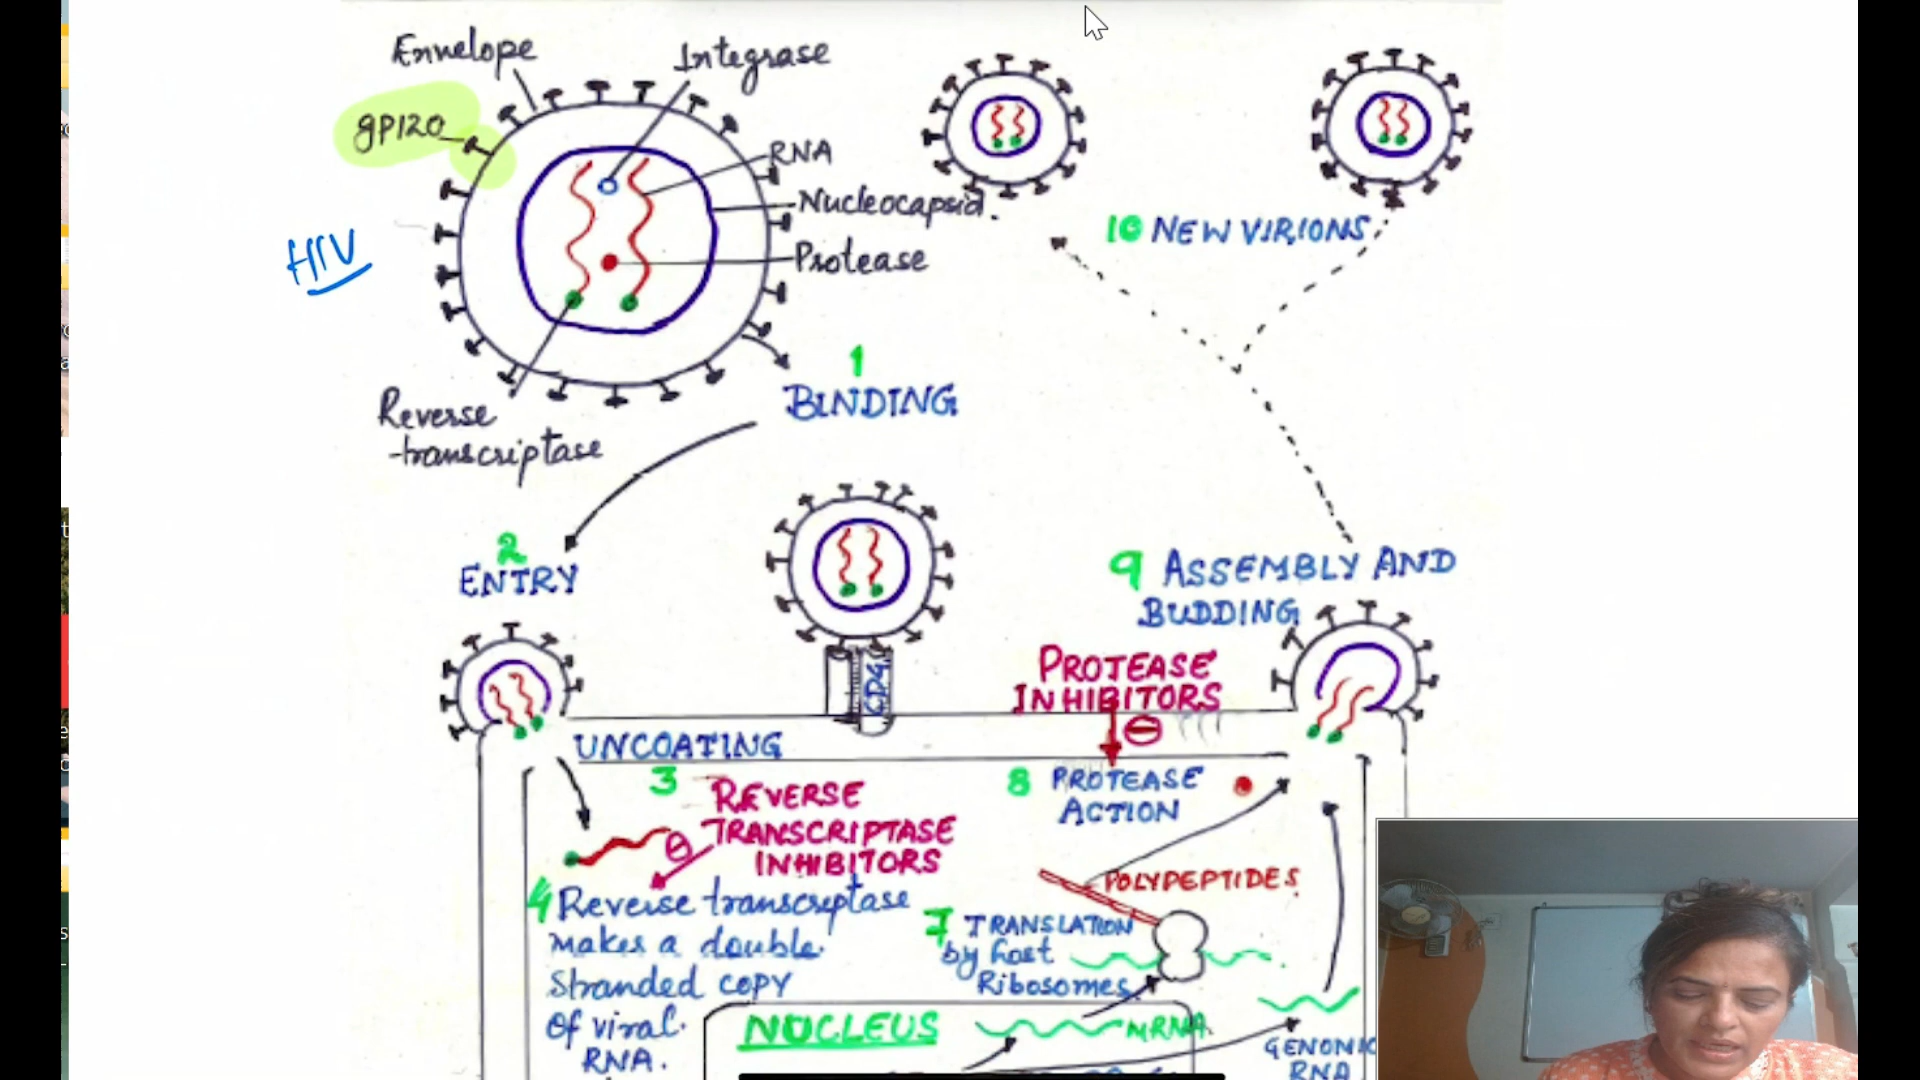 Envelope
Integrase
gP120
RNA
Nucleocapsid.
HIV
Protease
10 NEW VIRIONS
1
BINDING
Reverse
-transcriptase
2
ENTRY
9 ASSEMBLY AND
BUDDING
CD4
PROTEASE
INHIBITORS
UNCOATING
3
REVERSE
TRANSCRIPTASE
INHIBITORS
8 PROTEASE
ACTION
4 Reverse transcriptase
makes a double
stranded copy
of viral
RNA.
POLYPEPTIDES
7 TRANSLATION
by host
Ribosomes
NUCLEUS
mRNA
GENOMIC
RNA